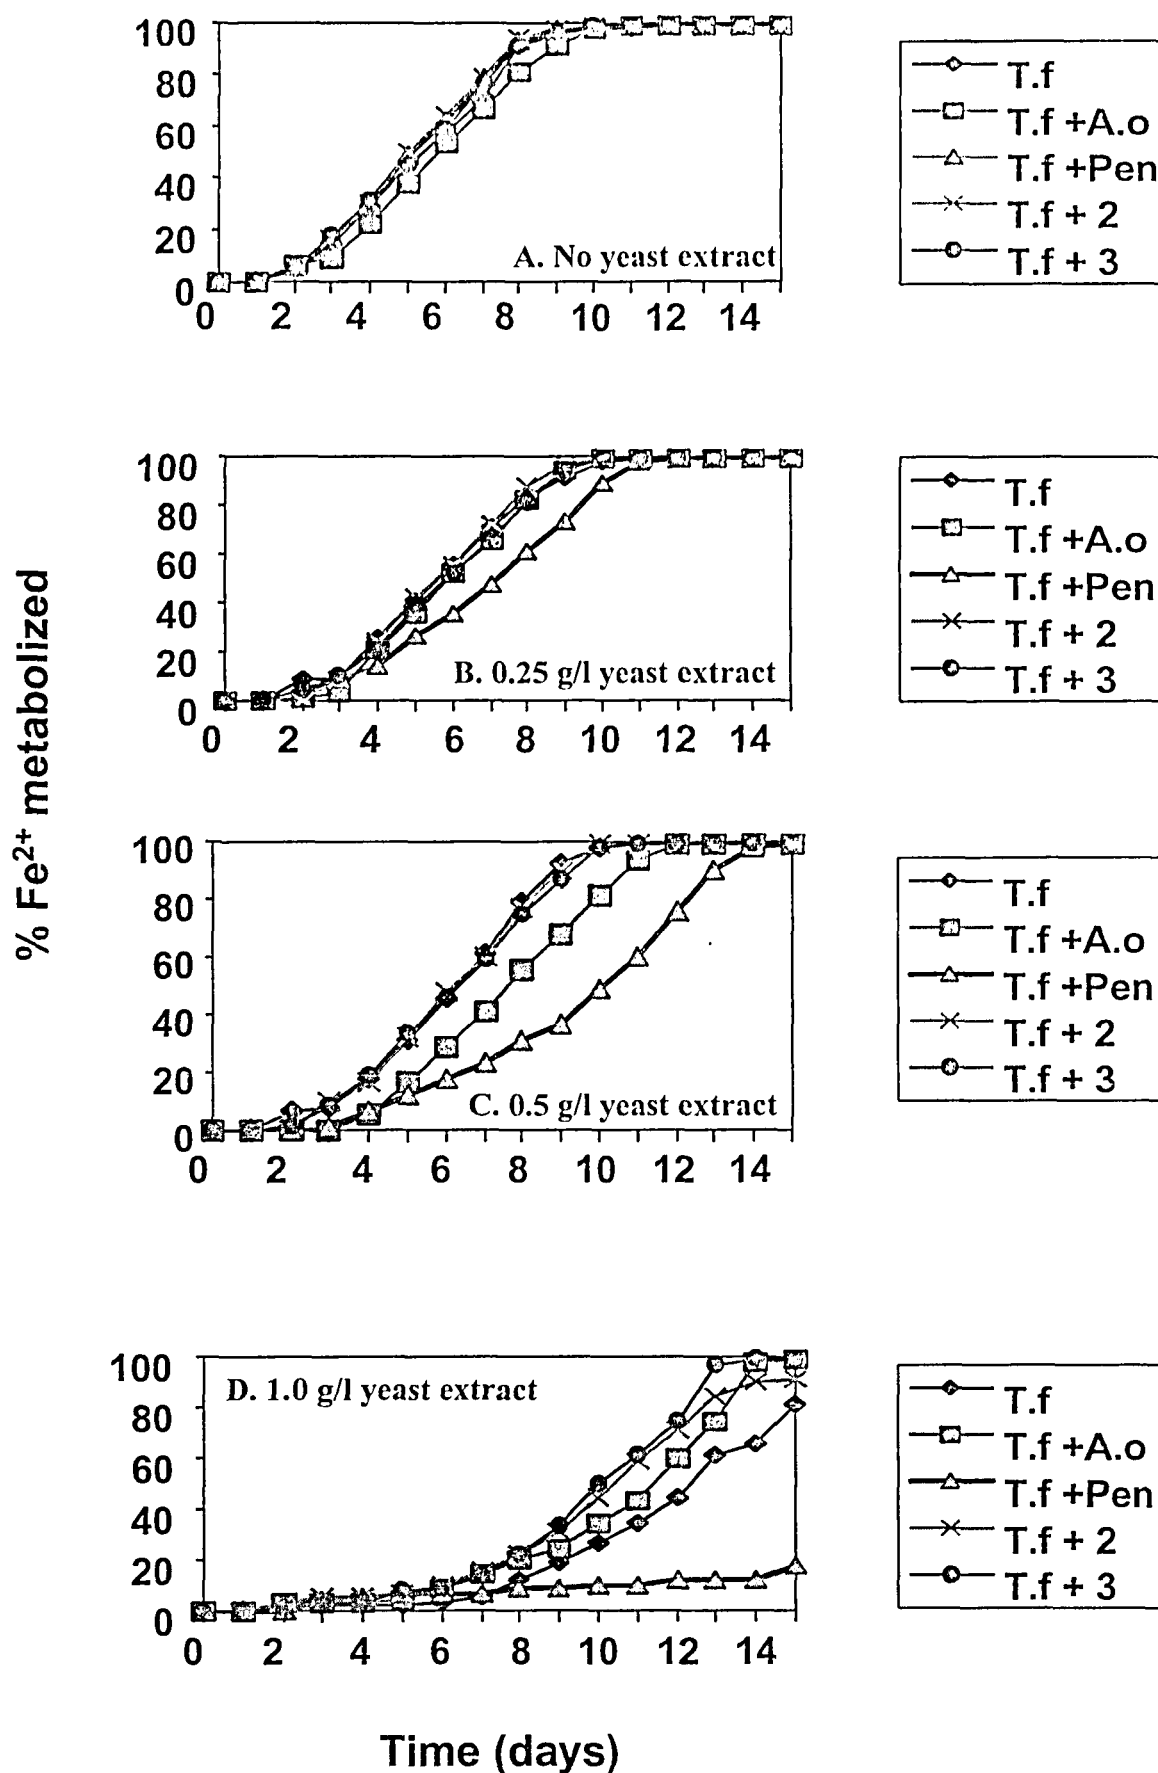 100
80
60
40
20
0
A. No yeast extract
0 2 4 6 8 10 12 14
T.f
T.f +A.o
T.f +Pen
T.f + 2
T.f + 3
% Fe²⁺ metabolized
100
80
60
40
20
0
B. 0.25 g/l yeast extract
0 2 4 6 8 10 12 14
T.f
T.f +A.o
T.f +Pen
T.f + 2
T.f + 3
100
80
60
40
20
0
C. 0.5 g/l yeast extract
0 2 4 6 8 10 12 14
T.f
T.f +A.o
T.f +Pen
T.f + 2
T.f + 3
100
80
60
40
20
0
D. 1.0 g/l yeast extract
0 2 4 6 8 10 12 14
T.f
T.f +A.o
T.f +Pen
T.f + 2
T.f + 3
Time (days)